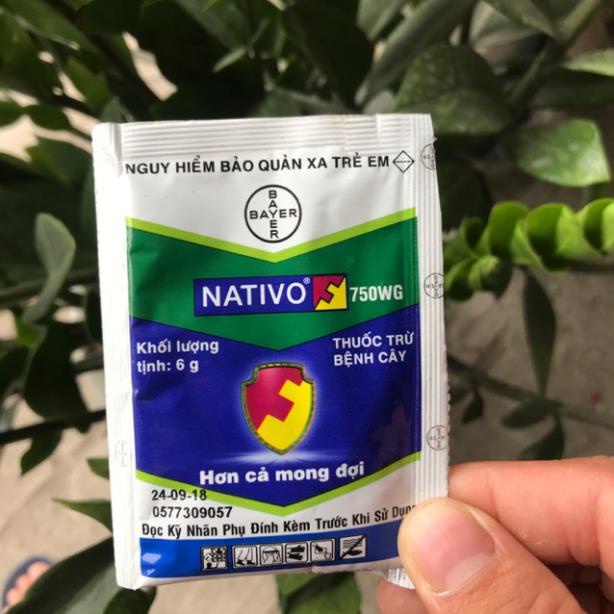 NGUY HIỂM BẢO QUẢN XA TRẺ EM
BAYER
BAYER
NATIVO® 750WG
Khối lượng
tịnh: 6 g
THUỐC TRỪ
BỆNH CÂY
Hơn cả mong đợi
24-09-18
0577309057
Đọc Kỹ Nhãn Phụ Đính Kèm Trước Khi Sử Dụng